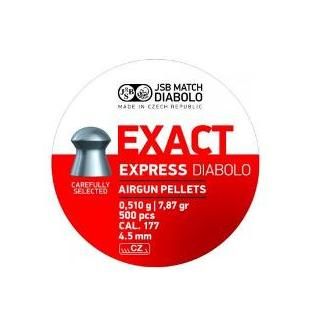 JSB
JSB MATCH
DIABOLO
MADE IN CZECH REPUBLIC
EXACT
EXPRESS DIABOLO
CAREFULLY
SELECTED
AIRGUN PELLETS
0,510 g | 7,87 gr
500 pcs
CAL. 177
4.5 mm
CZ